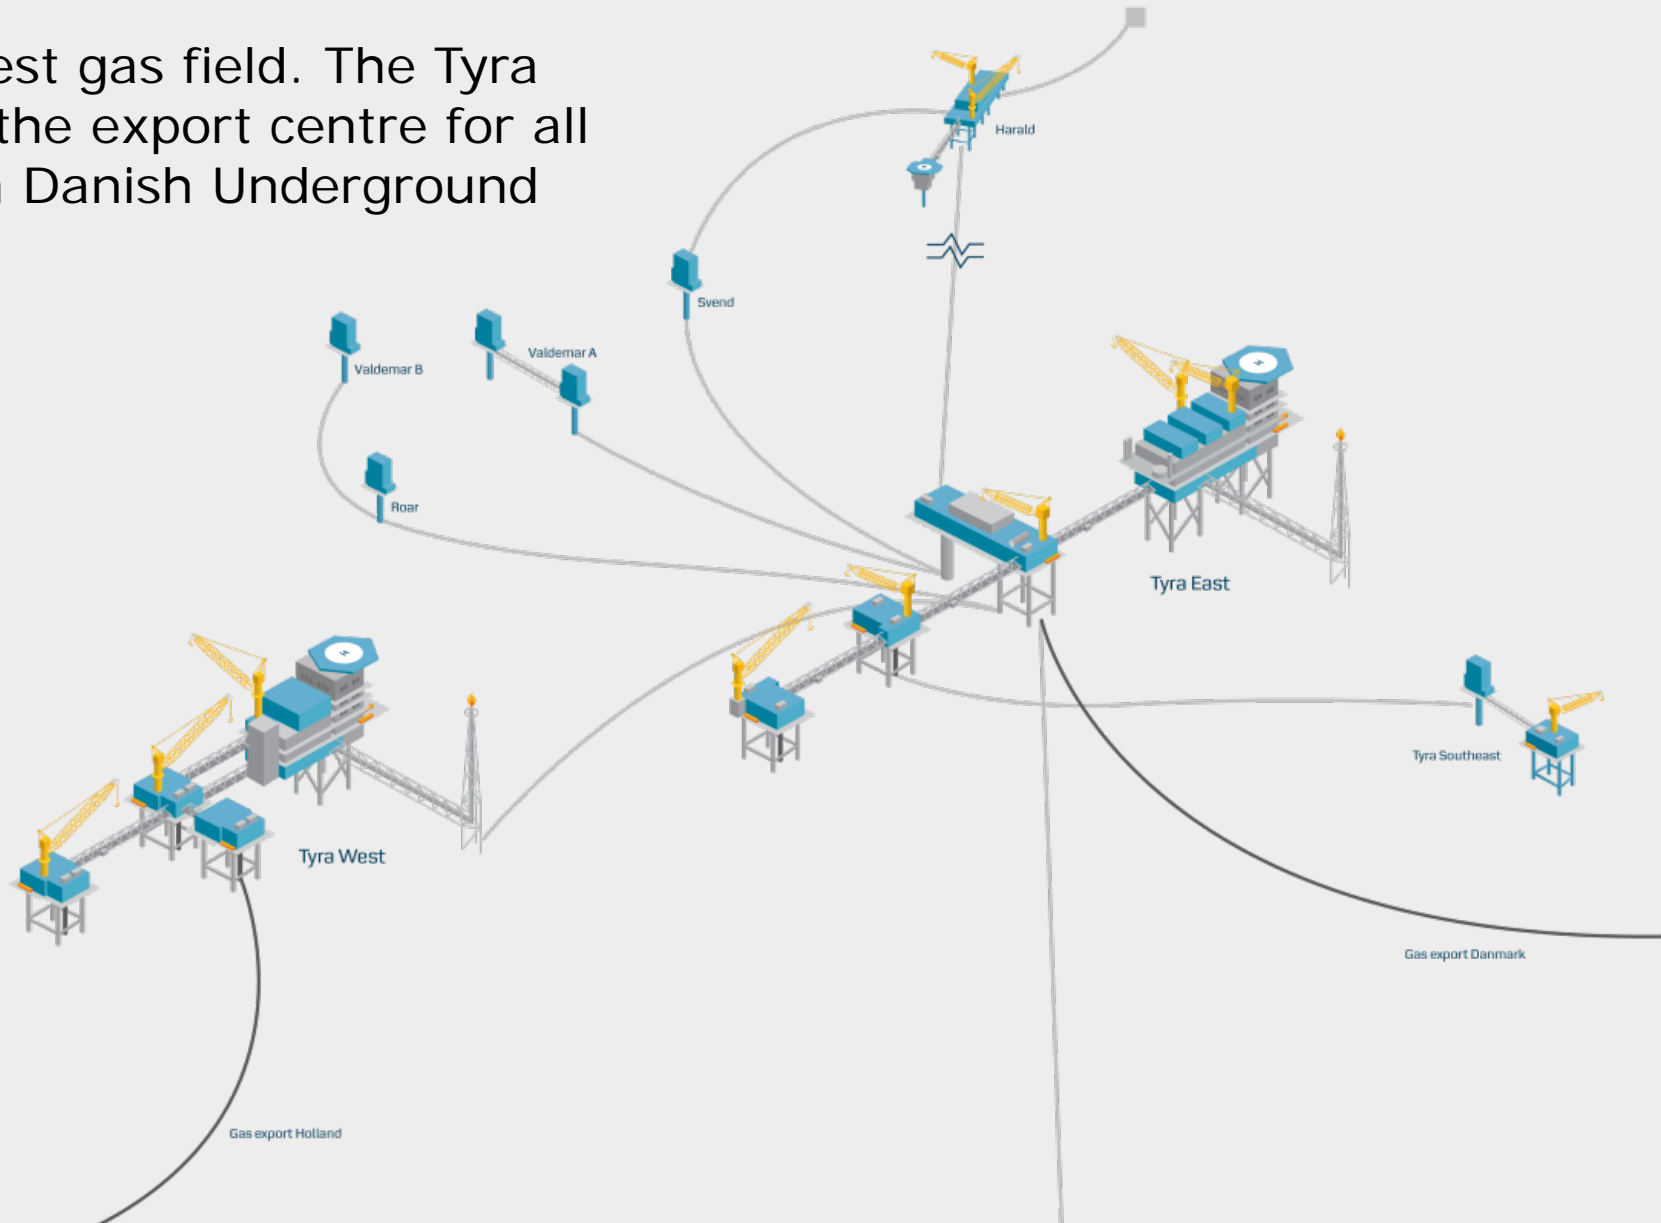 est gas field. The Tyra
the export centre for all
Danish Underground
Harald
Svend
Valdemar A
Valdemar B
Roar
Tyra East
Tyra Southeast
Tyra West
Gas export Danmark
Gas export Holland